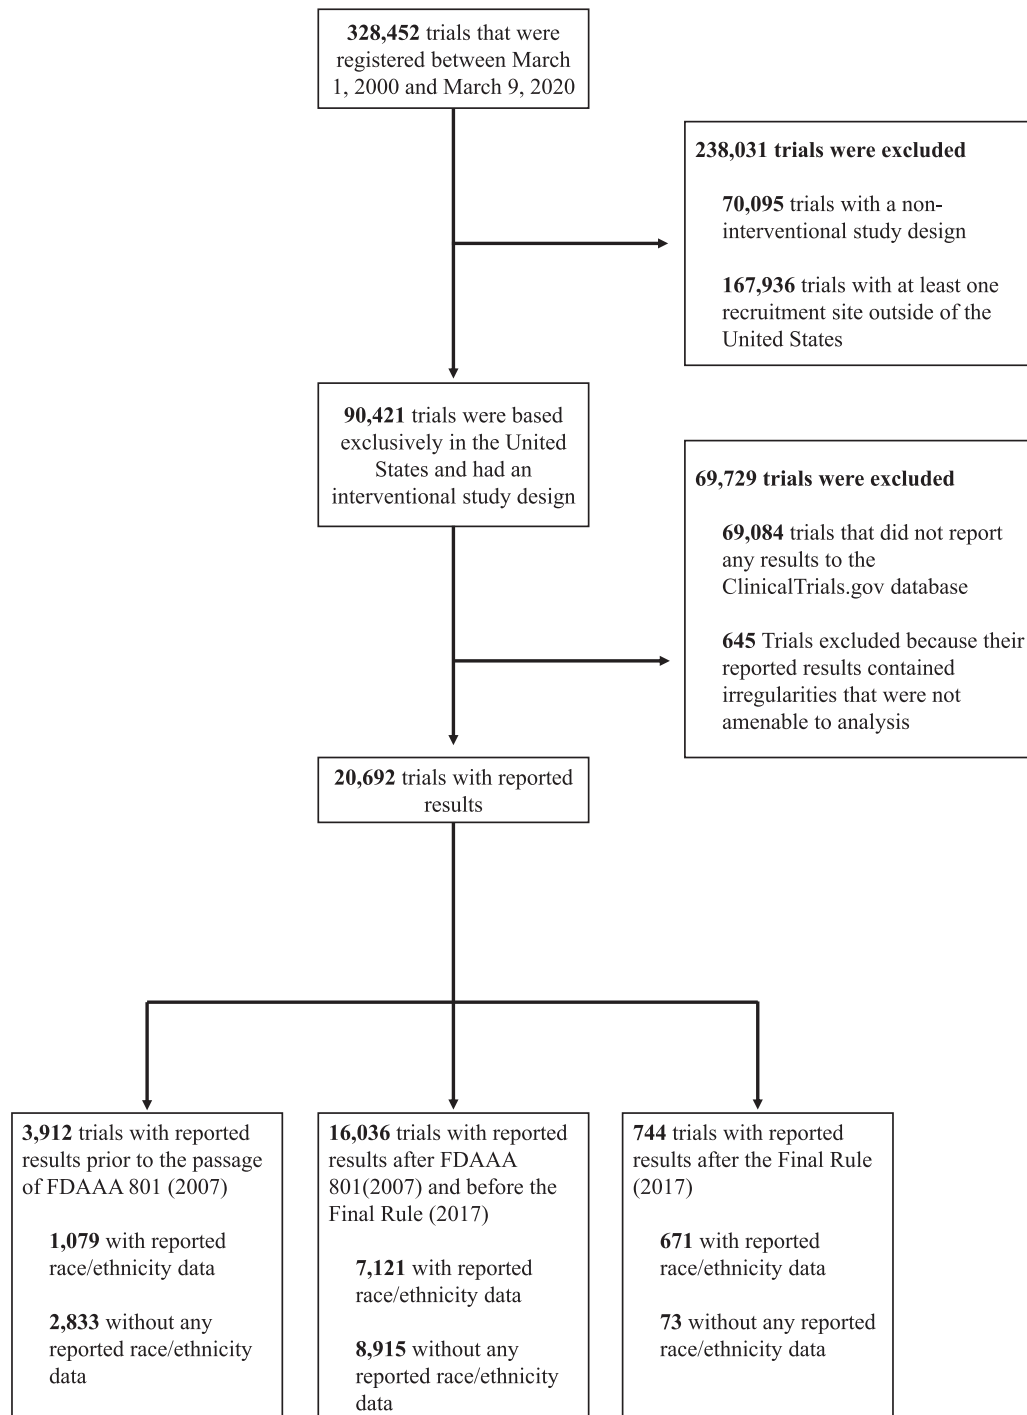 328,452 trials that were
registered between March
1, 2000 and March 9, 2020
238,031 trials were excluded
70,095 trials with a non-
interventional study design
167,936 trials with at least one
recruitment site outside of the
United States
90,421 trials were based
exclusively in the United
States and had an
interventional study design
69,729 trials were excluded
69,084 trials that did not report
any results to the
ClinicalTrials.gov database
645 Trials excluded because their
reported results contained
irregularities that were not
amenable to analysis
20,692 trials with reported
results
3,912 trials with reported
results prior to the passage
of FDAAA 801 (2007)
1,079 with reported
race/ethnicity data
2,833 without any
reported race/ethnicity
data
16,036 trials with reported
results after FDAAA
801(2007) and before the
Final Rule (2017)
7,121 with reported
race/ethnicity data
8,915 without any
reported race/ethnicity
data
744 trials with reported
results after the Final Rule
(2017)
671 with reported
race/ethnicity data
73 without any reported
race/ethnicity data